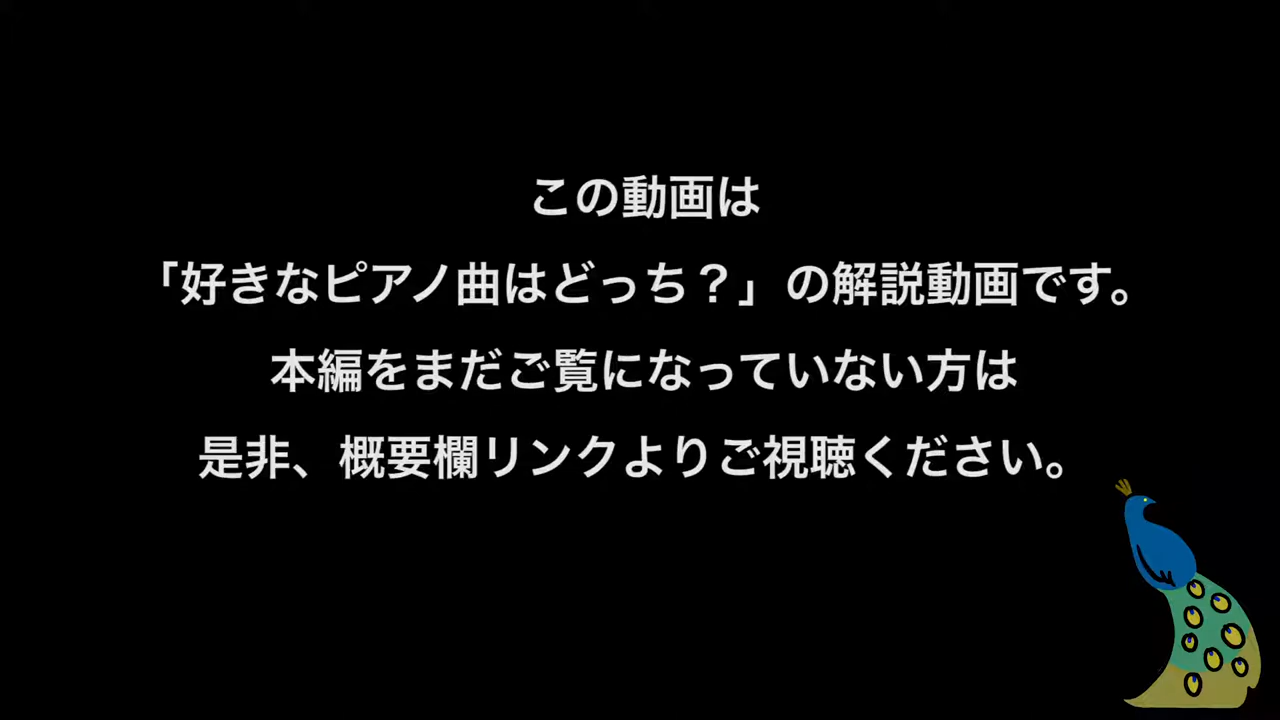 この動画は
「好きなピアノ曲はどっち？」の解説動画です。
本編をまだご覧になっていない方は
是非、概要欄リンクよりご視聴ください。